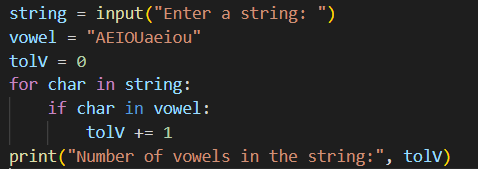 string = input("Enter a string: ")
vowel = "AEIOUaeiou"
tolV = 0
for char in string:
    if char in vowel:
        tolV += 1
print("Number of vowels in the string:", tolV)